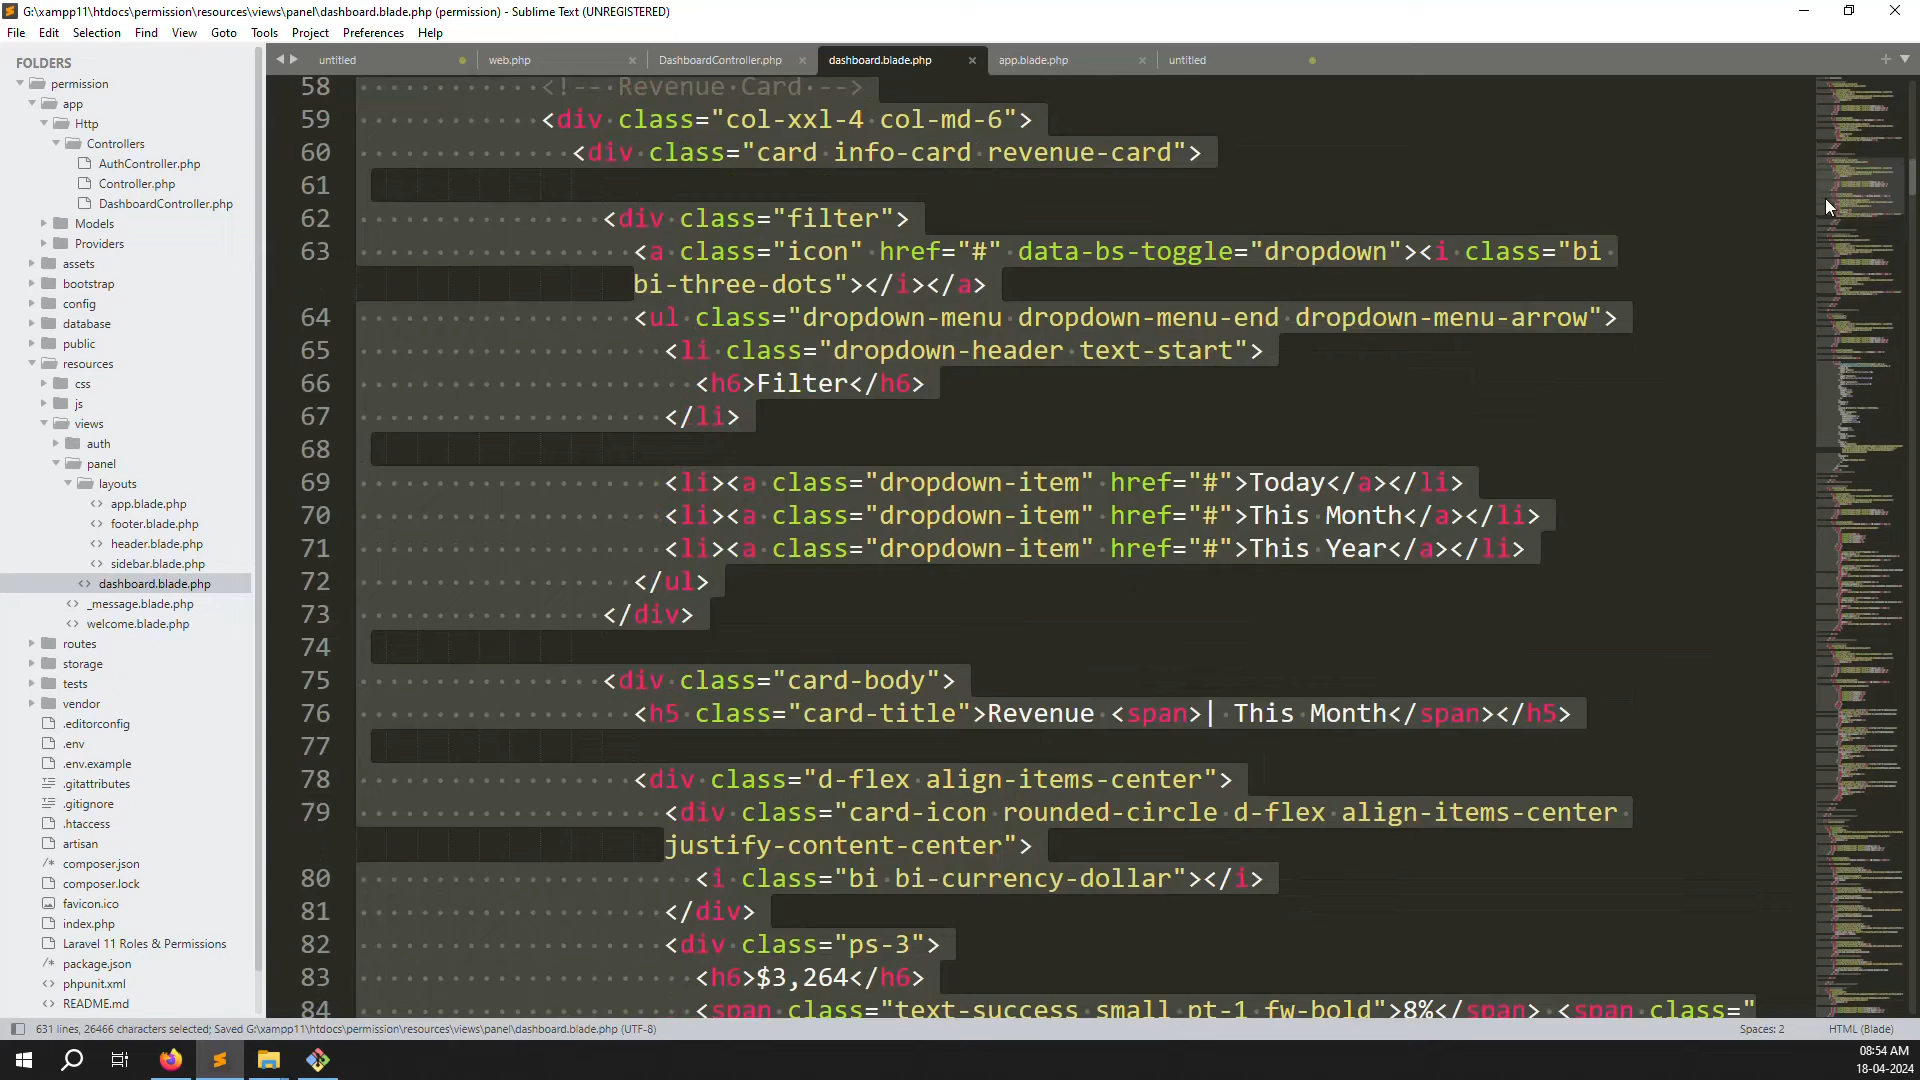 G:\xampp11\htdocs\permission\resources\views\panel\dashboard.blade.php (permission) - Sublime Text (UNREGISTERED)
File Edit Selection Find View Goto Tools Project Preferences Help
FOLDERS
permission
app
Http
Controllers
AuthController.php
Controller.php
DashboardController.php
Models
Providers
assets
bootstrap
config
database
public
resources
css
js
views
auth
panel
layouts
app.blade.php
footer.blade.php
header.blade.php
sidebar.blade.php
dashboard.blade.php
_message.blade.php
welcome.blade.php
routes
storage
tests
vendor
.editorconfig
.env
.env.example
.gitattributes
.gitignore
.htaccess
artisan
composer.json
composer.lock
favicon.ico
index.php
Laravel 11 Roles & Permissions
package.json
phpunit.xml
README.md
untitled web.php DashboardController.php dashboard.blade.php app.blade.php untitled
58 <!-- Revenue Card -->
59 <div class="col-xxl-4 col-md-6">
60 <div class="card info-card revenue-card">
61
62 <div class="filter">
63 <a class="icon" href="#" data-bs-toggle="dropdown"><i class="bi
bi-three-dots"></i></a>
64 <ul class="dropdown-menu dropdown-menu-end dropdown-menu-arrow">
65 <li class="dropdown-header text-start">
66 <h6>Filter</h6>
67 </li>
68
69 <li><a class="dropdown-item" href="#">Today</a></li>
70 <li><a class="dropdown-item" href="#">This Month</a></li>
71 <li><a class="dropdown-item" href="#">This Year</a></li>
72 </ul>
73 </div>
74
75 <div class="card-body">
76 <h5 class="card-title">Revenue <span>| This Month</span></h5>
77
78 <div class="d-flex align-items-center">
79 <div class="card-icon rounded-circle d-flex align-items-center
justify-content-center">
80 <i class="bi bi-currency-dollar"></i>
81 </div>
82 <div class="ps-3">
83 <h6>$3,264</h6>
84 <span class="text-success small pt-1 fw-bold">8%</span> <span class="
631 lines, 26466 characters selected; Saved G:\xampp11\htdocs\permission\resources\views\panel\dashboard.blade.php (UTF-8)
Spaces: 2
HTML (Blade)
08:54 AM
18-04-2024